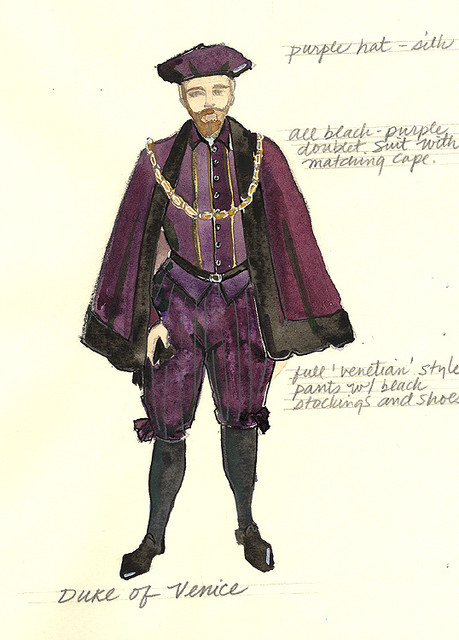 purple hat - silk
all black - purple
doublet suit with
matching cape.
full 'venetian' style
pants w/ black
stockings and shoes
Duke of Venice